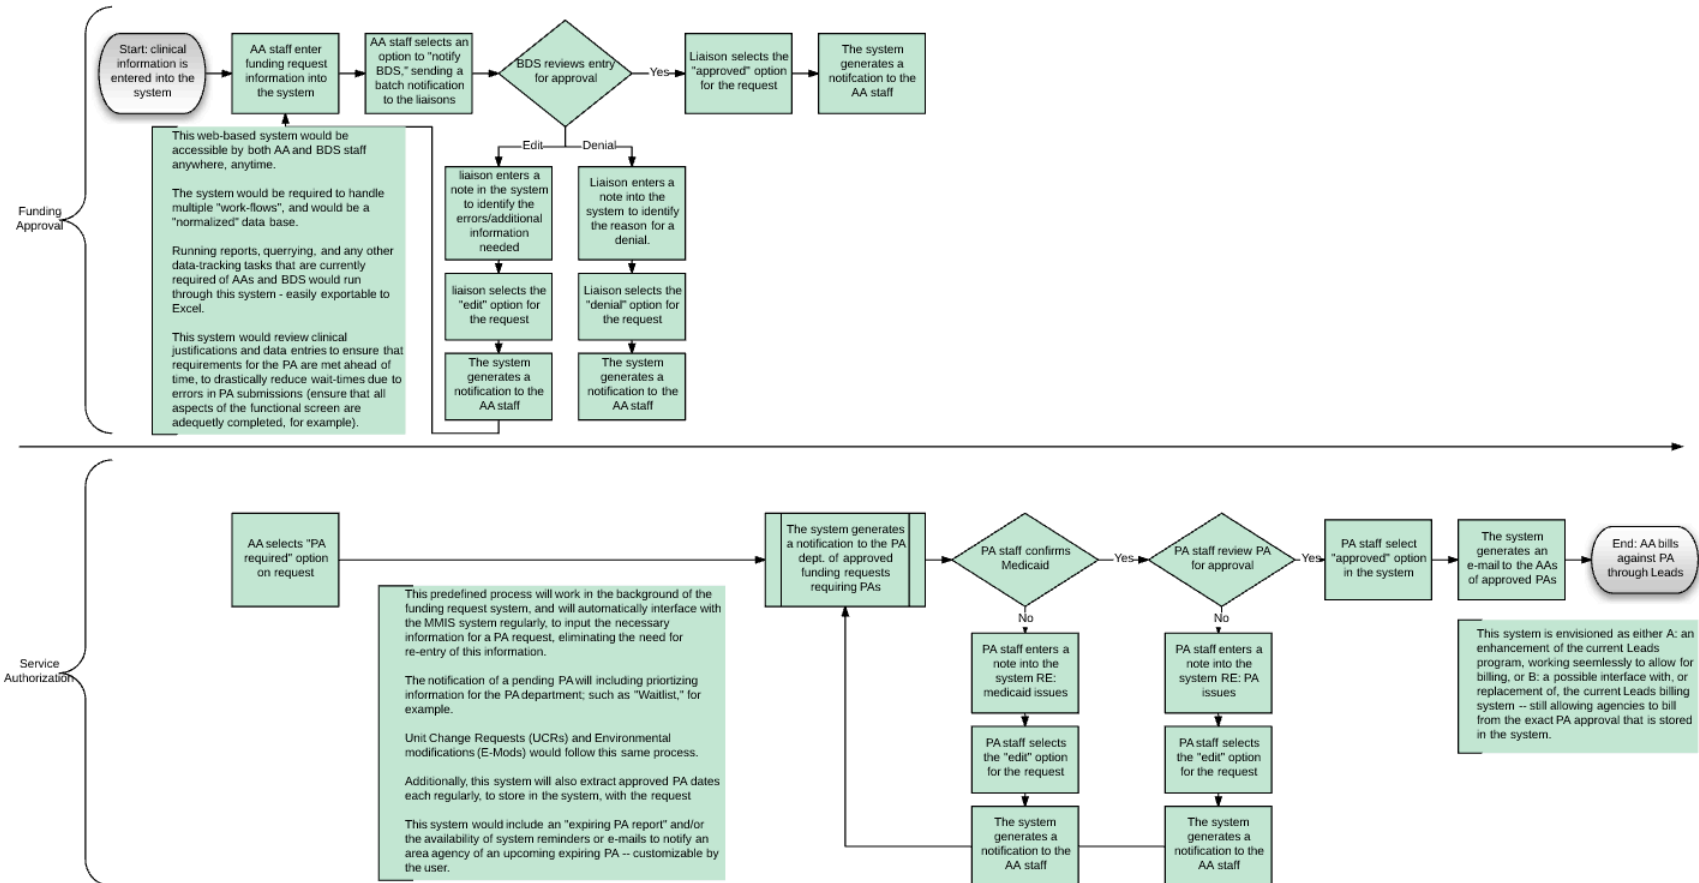 Start: clinical
information is
entered into the
system
AA staff enter
funding request
information into
the system
AA staff selects an
option to "notify
BDS," sending a
batch notification
to the liaisons
BDS reviews entry
for approval
Yes
Liaison selects the
"approved" option
for the request
The system
generates a
notifcation to the
AA staff
Edit
Denial
Funding
Approval
This web-based system would be
accessible by both AA and BDS staff
anywhere, anytime.
The system would be required to handle
multiple "work-flows", and would be a
"normalized" data base.
Running reports, querrying, and any other
data-tracking tasks that are currently
required of AAs and BDS would run
through this system - easily exportable to
Excel.
This system would review clinical
justifications and data entries to ensure that
requirements for the PA are met ahead of
time, to drastically reduce wait-times due to
errors in PA submissions (ensure that all
aspects of the functional screen are
adequetly completed, for example).
liaison enters a
note in the system
to identify the
errors/additional
information
needed
liaison selects the
"edit" option for
the request
The system
generates a
notification to the
AA staff
Liaison enters a
note into the
system to identify
the reason for a
denial.
Liaison selects the
"denial" option for
the request
The system
generates a
notification to the
AA staff
Service
Authorization
AA selects "PA
required" option
on request
The system generates
a notification to the PA
dept. of approved
funding requests
requiring PAs
PA staff confirms
Medicaid
Yes
PA staff review PA
for approval
Yes
PA staff select
"approved" option
in the system
The system
generates an
e-mail to the AAs
of approved PAs
End: AA bills
against PA
through Leads
This predefined process will work in the background of the
funding request system, and will automatically interface with
the MMIS system regularly, to input the necessary
information for a PA request, eliminating the need for
re-entry of this information.
The notification of a pending PA will including priortizing
information for the PA department; such as "Waitlist," for
example.
Unit Change Requests (UCRs) and Environmental
modifications (E-Mods) would follow this same process.
Additionally, this system will also extract approved PA dates
each regularly, to store in the system, with the request
This system would include an "expiring PA report" and/or
the availability of system reminders or e-mails to notify an
area agency of an upcoming expiring PA -- customizable by
the user.
No
PA staff enters a
note into the
system RE:
medicaid issues
PA staff selects
the "edit" option
for the request
The system
generates a
notification to the
AA staff
No
PA staff enters a
note into the
system RE: PA
issues
PA staff selects
the "edit" option
for the request
The system
generates a
notification to the
AA staff
This system is envisioned as either A: an
enhancement of the current Leads
program, working seemlessly to allow for
billing, or B: a possible interface with, or
replacement of, the current Leads billing
system -- still allowing agencies to bill
from the exact PA approval that is stored
in the system.